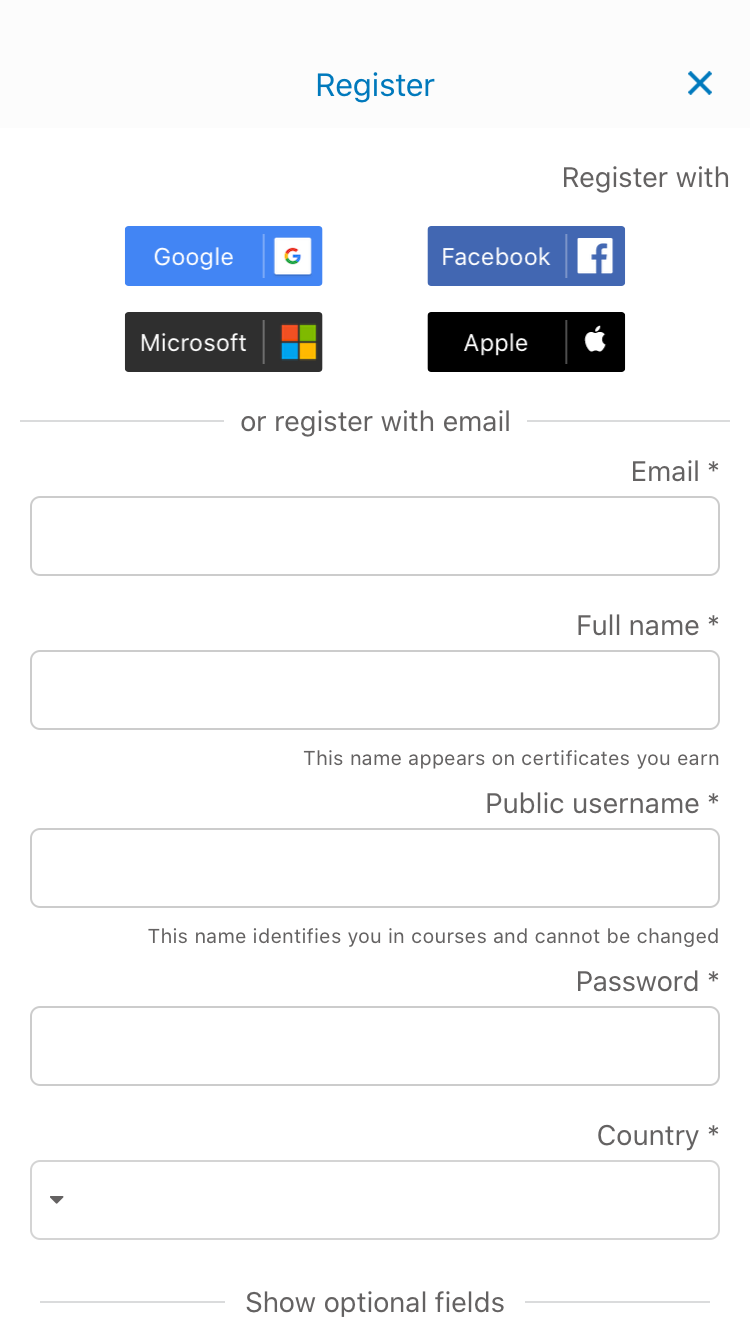 Register
Register with
Google
Facebook
Microsoft
Apple
or register with email
Email *
Full name *
This name appears on certificates you earn
Public username *
This name identifies you in courses and cannot be changed
Password *
Country *
Show optional fields